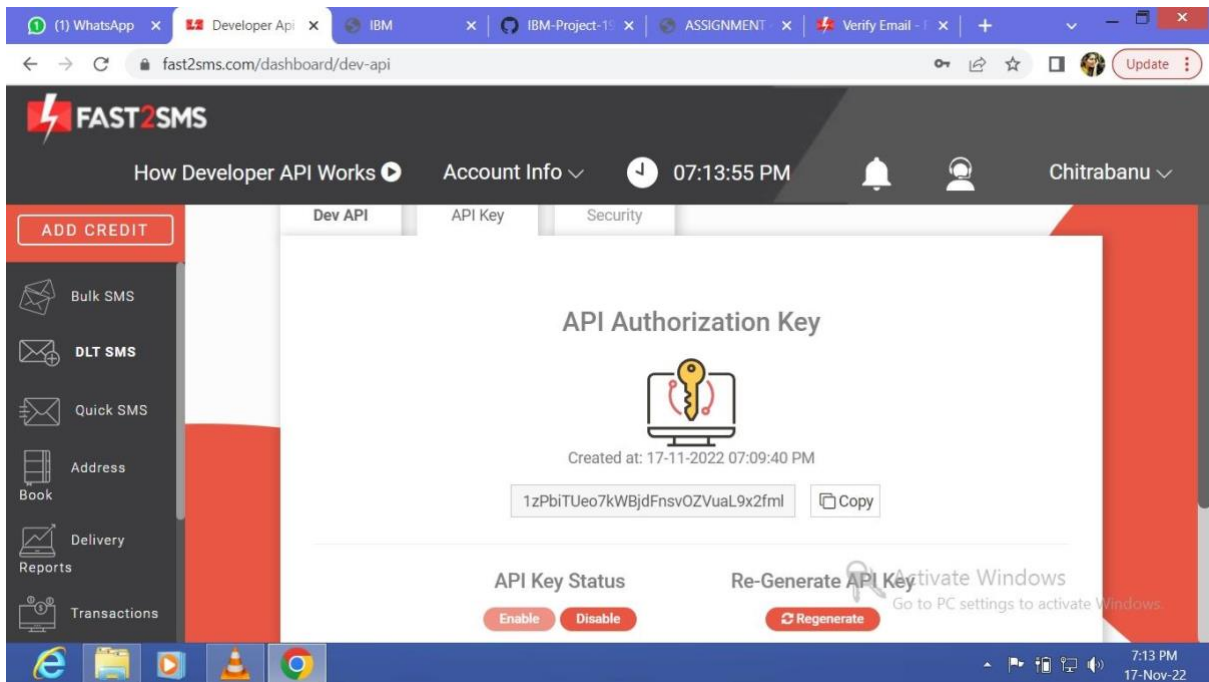 (1) WhatsApp
Developer Api
IBM
IBM-Project-19
ASSIGNMENT -
Verify Email - F
fast2sms.com/dashboard/dev-api
Update
FAST2SMS
How Developer API Works
Account Info
07:13:55 PM
Chitrabanu
ADD CREDIT
Dev API
API Key
Security
Bulk SMS
DLT SMS
Quick SMS
Address
Book
Delivery
Reports
Transactions
API Authorization Key
Created at: 17-11-2022 07:09:40 PM
1zPbiTUeo7kWBjdFnsvOZVuaL9x2fml
Copy
API Key Status
Re-Generate API Key
Enable
Disable
Regenerate
Activate Windows
Go to PC settings to activate Windows.
7:13 PM
17-Nov-22